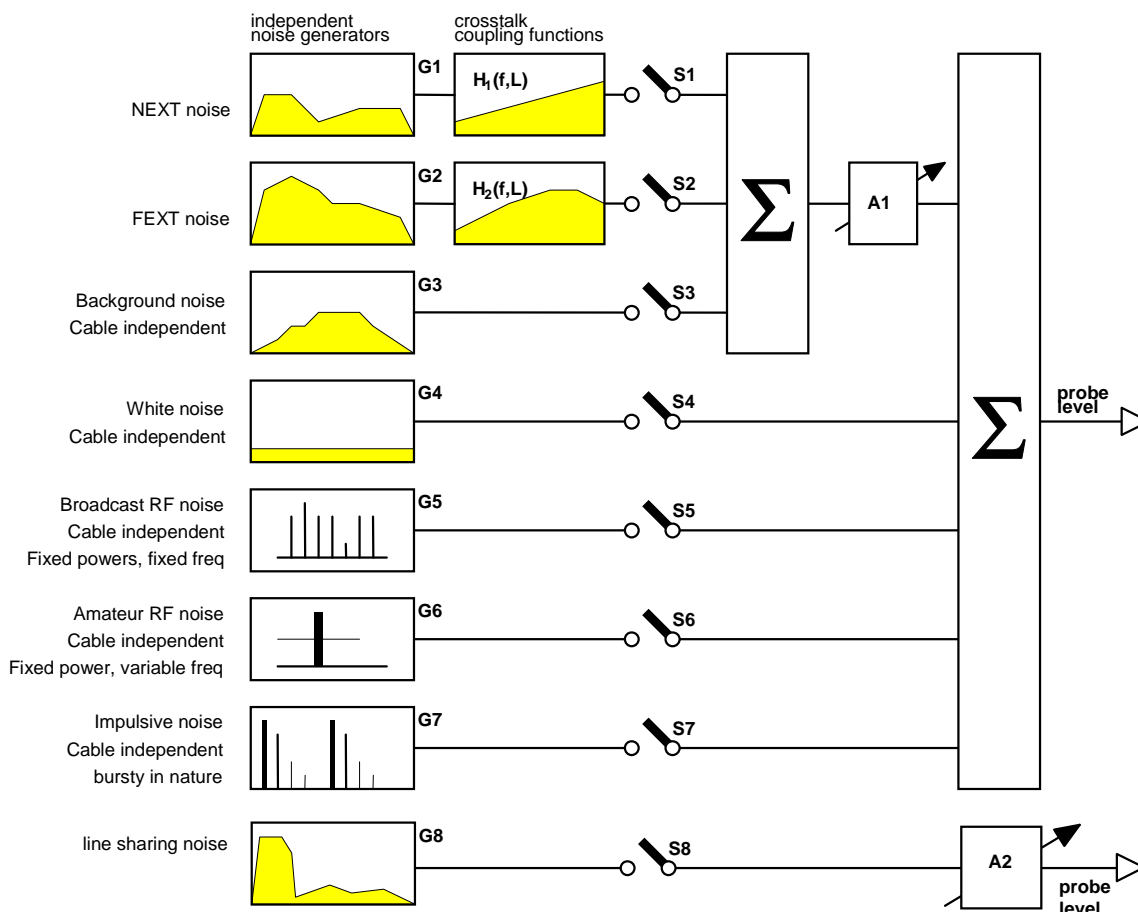 independent
noise generators
crosstalk
coupling functions
NEXT noise
G1
H1(f,L)
S1
FEXT noise
G2
H2(f,L)
S2
Σ
A1
Background noise
Cable independent
G3
S3
White noise
Cable independent
G4
S4
Σ
probe
level
Broadcast RF noise
Cable independent
Fixed powers, fixed freq
G5
S5
Amateur RF noise
Cable independent
Fixed power, variable freq
G6
S6
Impulsive noise
Cable independent
bursty in nature
G7
S7
line sharing noise
G8
S8
A2
probe
level